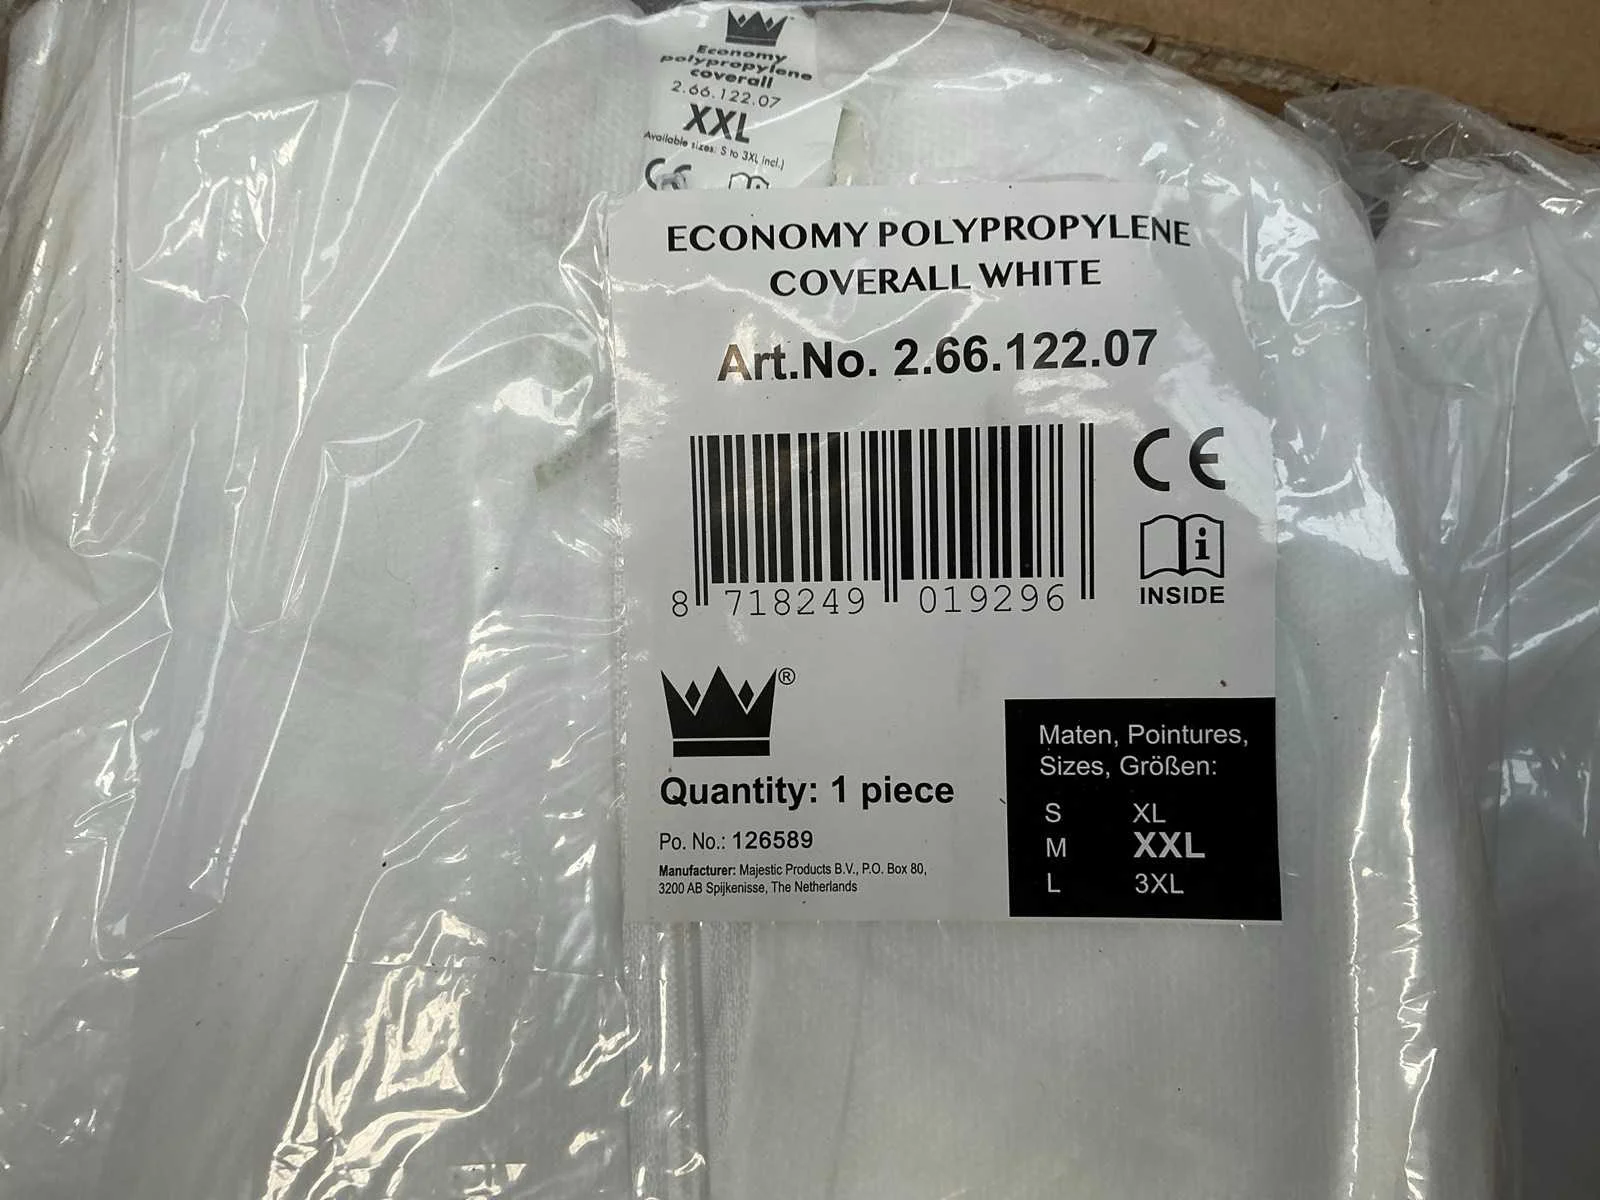 Economy
polypropylene
coverall
2.66.122.07
XXL
Available sizes: S to 3XL incl.)
CE
ECONOMY POLYPROPYLENE
COVERALL WHITE
Art.No. 2.66.122.07
CE
i
INSIDE
8 718249 019296
®
Quantity: 1 piece
Po. No.: 126589
Manufacturer: Majestic Products B.V., P.O. Box 80,
3200 AB Spijkenisse, The Netherlands
Maten, Pointures,
Sizes, Größen:
S XL
M XXL
L 3XL